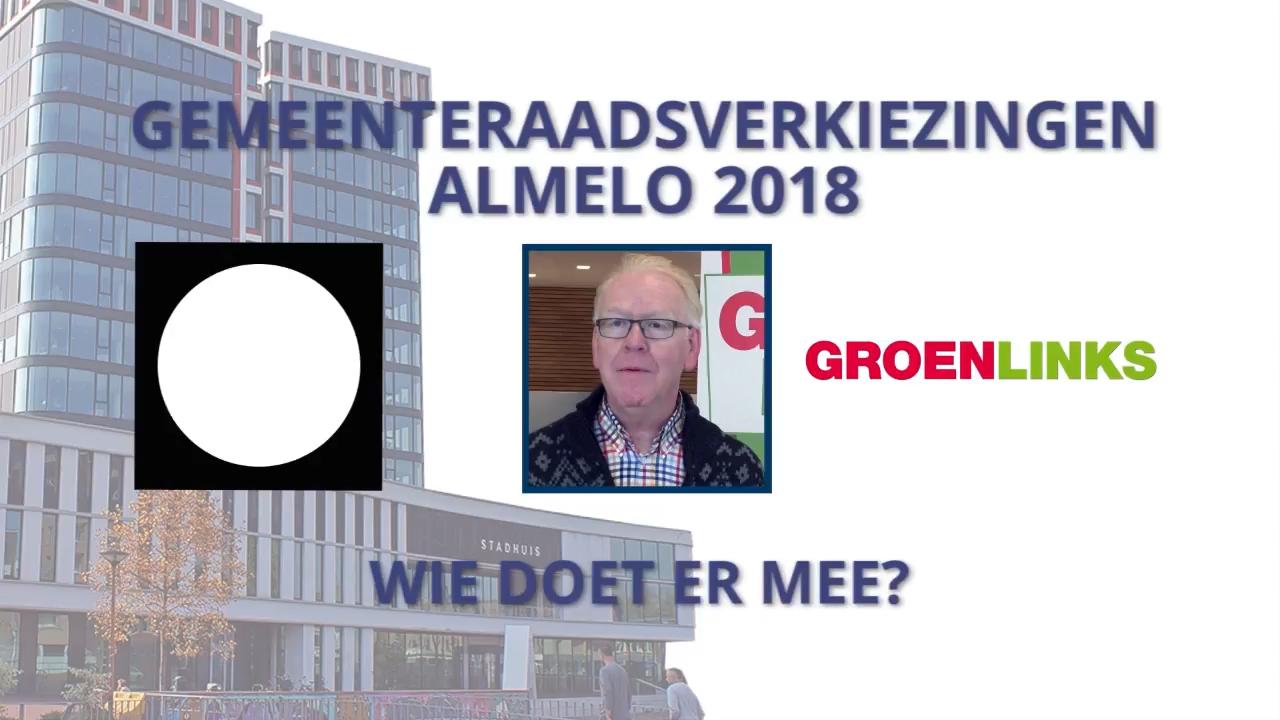 GEMEENTERAADSVERKIEZINGEN
ALMELO 2018
G
GROENLINKS
STADHUIS
WIE DOET ER MEE?